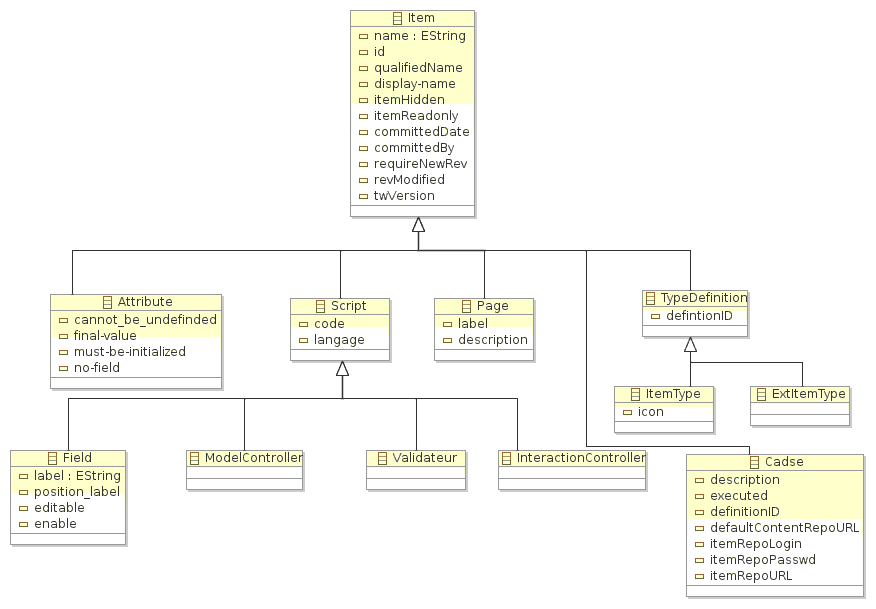 Item
name : EString
id
qualifiedName
display-name
itemHidden
itemReadonly
committedDate
committedBy
requireNewRev
revModified
twVersion
Attribute
cannot_be_undefinded
final-value
must-be-initialized
no-field
Script
code
langage
Page
label
description
TypeDefinition
defintionID
ItemType
icon
ExtItemType
Field
label : EString
position_label
editable
enable
ModelController
Validateur
InteractionController
Cadse
description
executed
definitionID
defaultContentRepoURL
itemRepoLogin
itemRepoPasswd
itemRepoURL